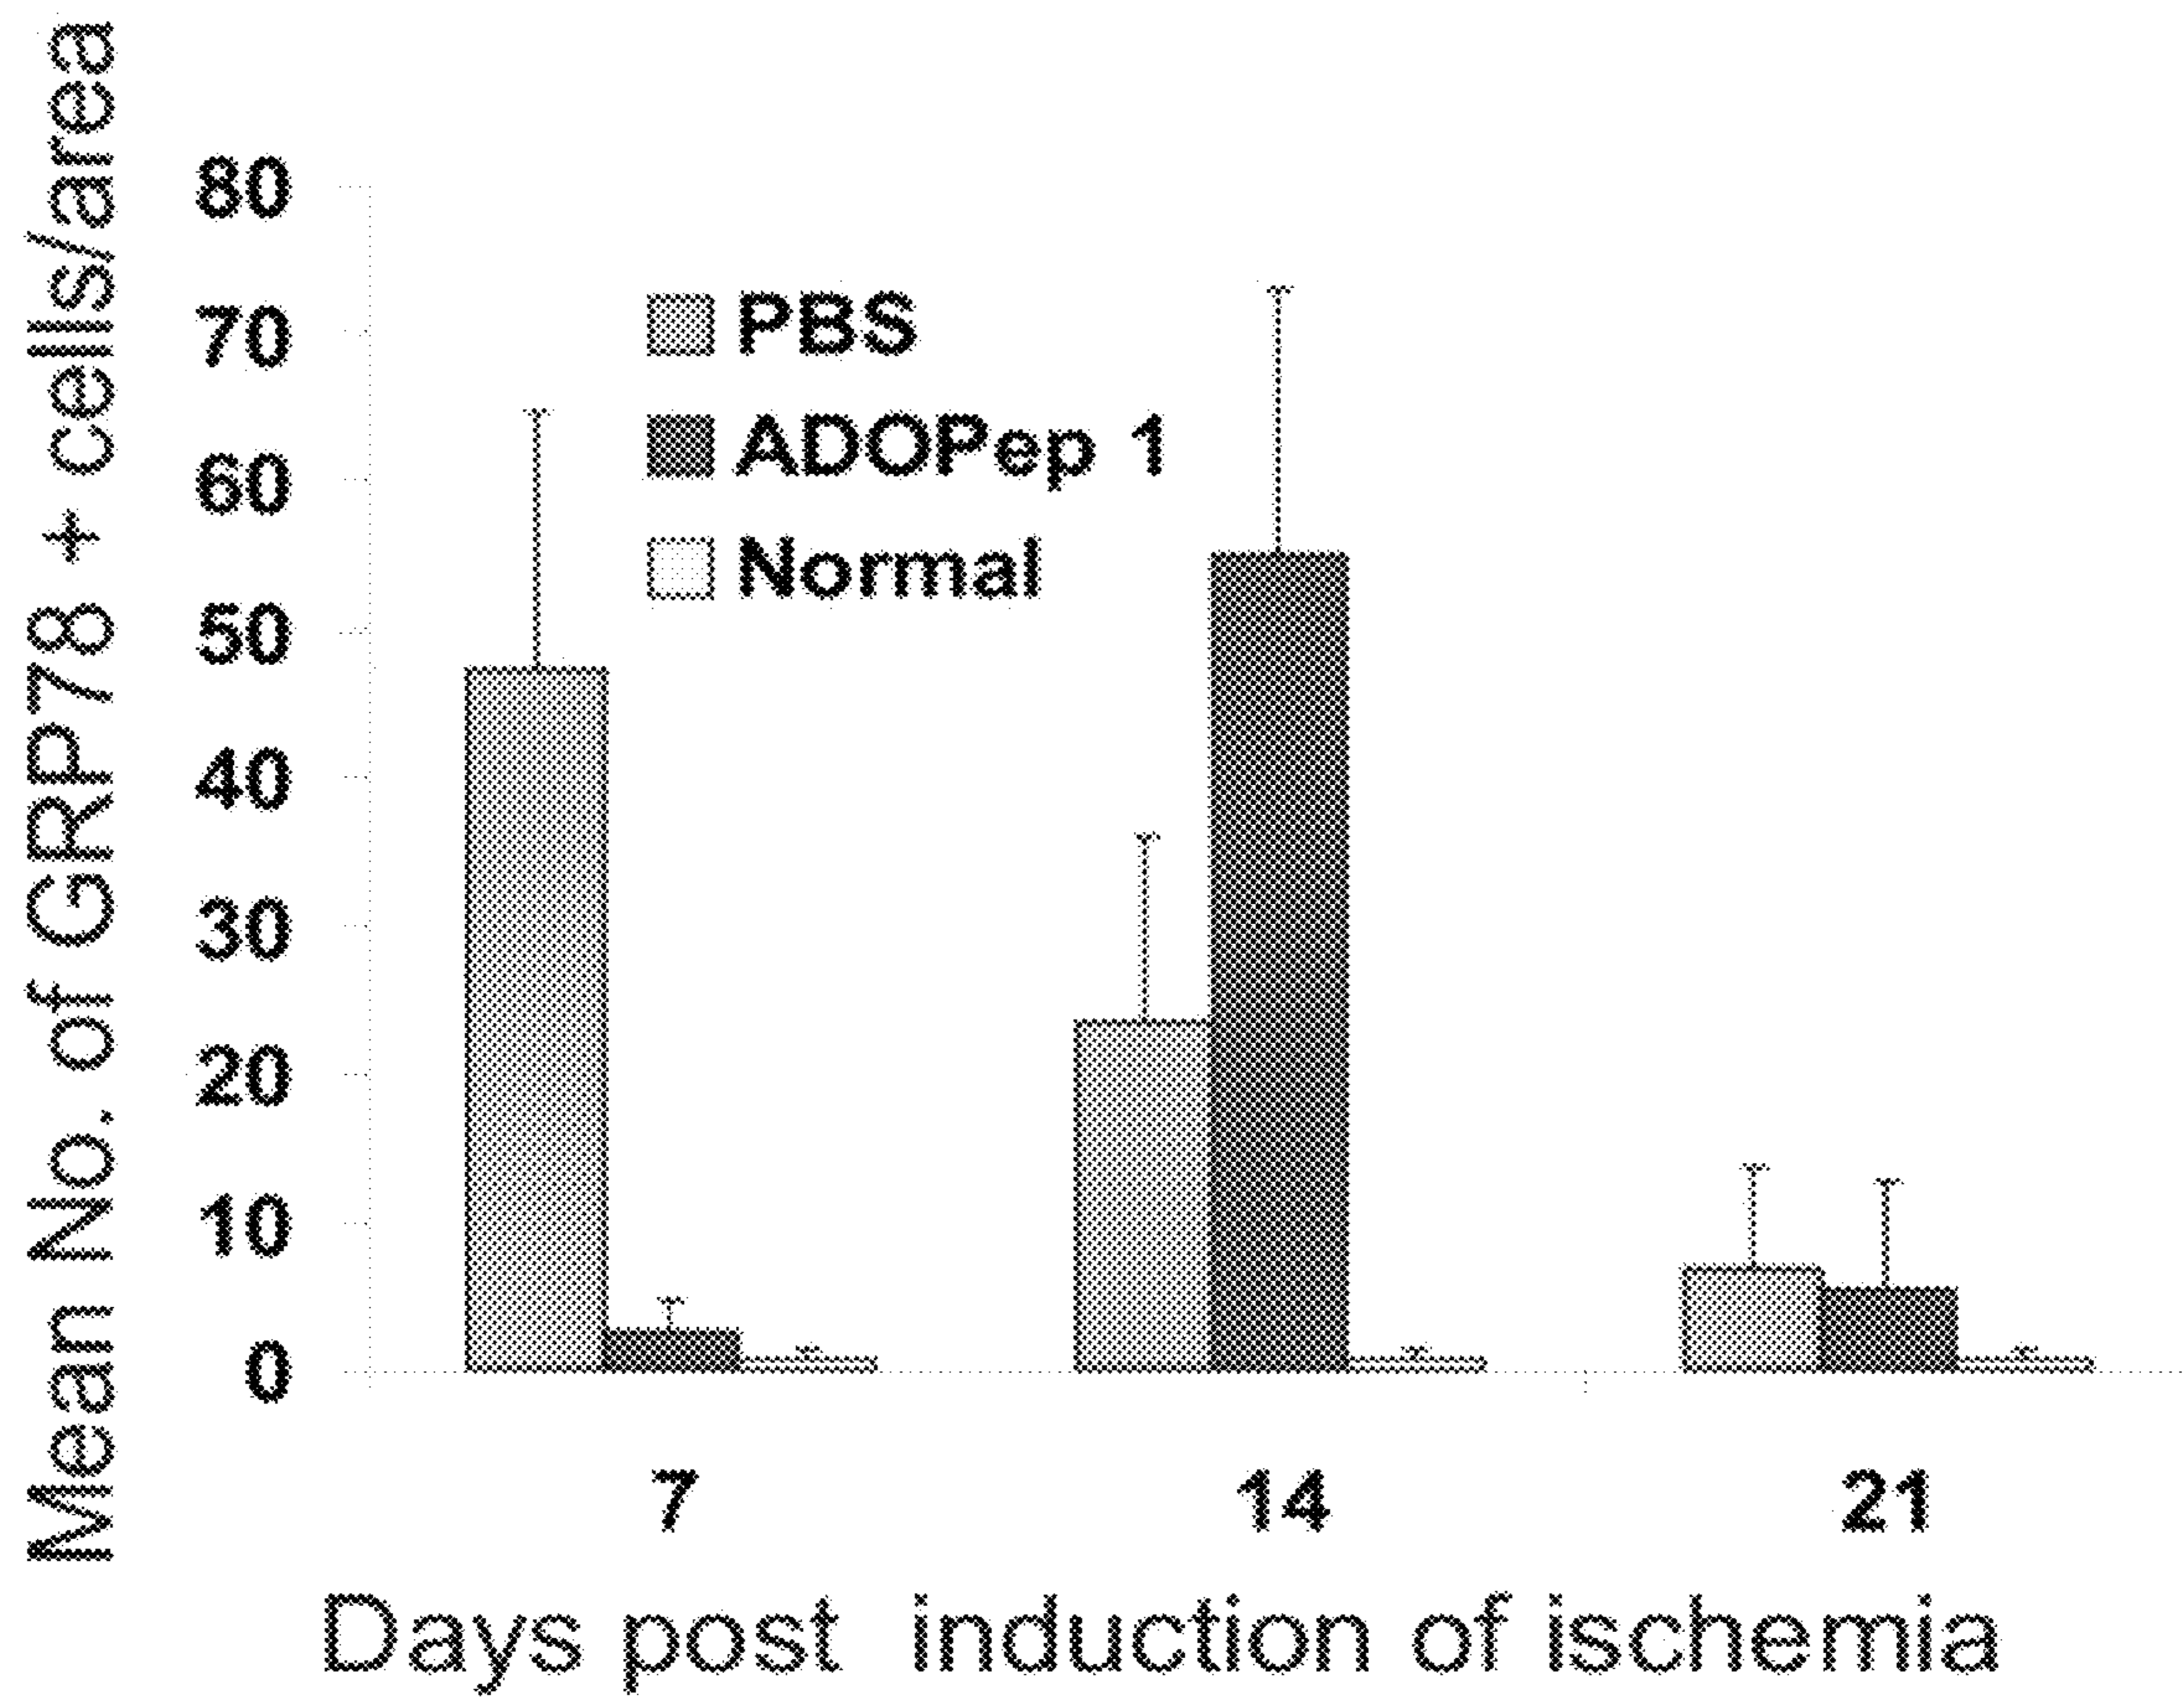 Mean No. of GRP78 + cells/area
80
70
60
50
40
30
20
10
0
PBS
ADOPep 1
Normal
7 14 21
Days post induction of ischemia